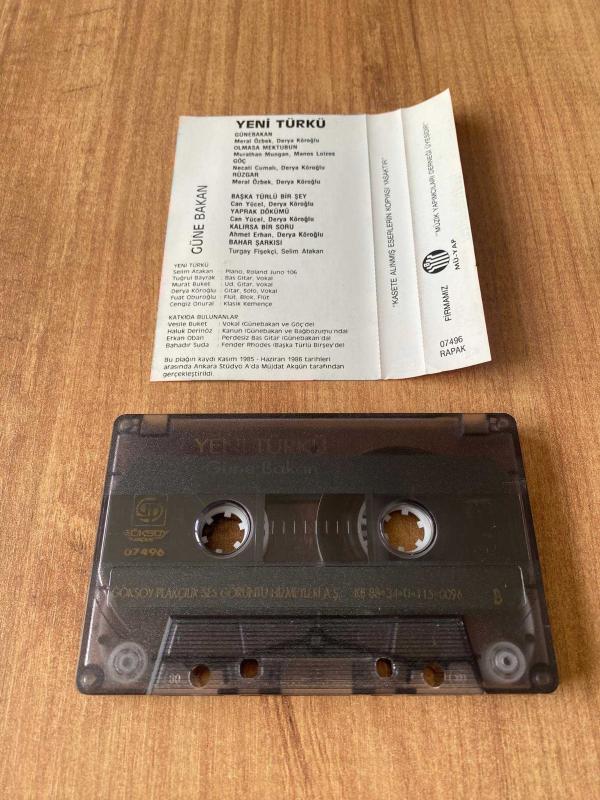 YENİ TÜRKÜ
GÜNEBAKAN
Meral Özbek, Derya Köroğlu
OLMASA MEKTUBUN
Murathan Mungan, Manos Loizos
GÖÇ
Necati Cumalı, Derya Köroğlu
RÜZGAR
Meral Özbek, Derya Köroğlu
BAŞKA TÜRLÜ BİR ŞEY
Can Yücel, Derya Köroğlu
YAPRAK DÖKÜMÜ
Can Yücel, Derya Köroğlu
KALIRSA BİR SORU
Ahmet Erhan, Derya Köroğlu
BAHAR ŞARKISI
Turgay Fişekçi, Selim Atakan
GÜNE BAKAN
YENİ TÜRKÜ
Selim Atakan : Piano, Roland Juno 106
Tuğrul Bayrak : Bas Gitar, Vokal
Murat Buket : Ud, Gitar, Vokal
Derya Köroğlu : Gitar, Solo, Vokal
Fuat Oburoğlu : Flüt, Blok, Flüt
Cengiz Onural : Klasik Kemençe
KATKIDA BULUNANLAR
Vesile Buket : Vokal (Günebakan ve Göç'de)
Haluk Derinöz : Kanun (Günebakan ve Bağbozumu'nda)
Erkan Oban : Perdesiz Bas Gitar (Günebakan'da)
Bahadır Suda : Fender Rhodes (Başka Türlü Birşey'de)
Bu plağın kaydı Kasım 1985 - Haziran 1986 tarihleri
arasında Ankara Stüdyo A'da Müjdat Akgün tarafından
gerçekleştirildi.
"KASETE ALINMIŞ ESERLERİN KOPYASI YASAKTIR"
FİRMAMIZ MÜ-YAP
"MÜZİK YAPIMCILARI DERNEĞİ ÜYESİDİR"
07496
RAPAK
YENİ TÜRKÜ
Güne Bakan
GÖKSOY
07496
GÖKSOY PLAKÇILIK SES GÖRÜNTÜ HİZMETLERİ A.Ş. KB 88-34-Ü-115-0096 B
90